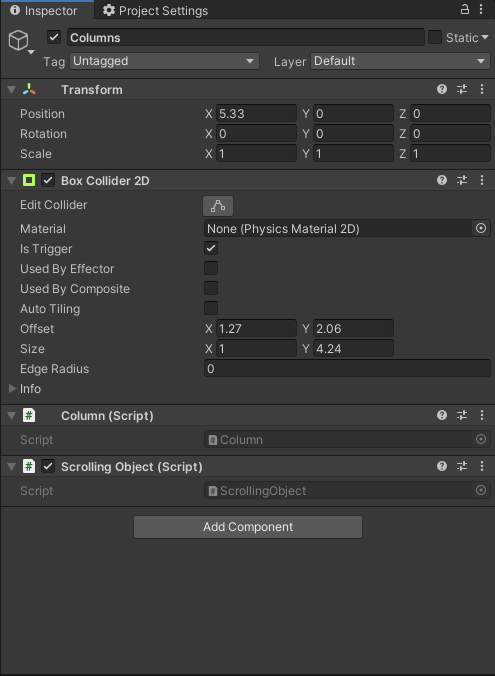 Inspector Project Settings
Columns Static
Tag Untagged Layer Default
Transform
Position X 5.33 Y 0 Z 0
Rotation X 0 Y 0 Z 0
Scale X 1 Y 1 Z 1
Box Collider 2D
Edit Collider
Material None (Physics Material 2D)
Is Trigger
Used By Effector
Used By Composite
Auto Tiling
Offset X 1.27 Y 2.06
Size X 1 Y 4.24
Edge Radius 0
Info
# Column (Script)
Script # Column
# Scrolling Object (Script)
Script # ScrollingObject
Add Component